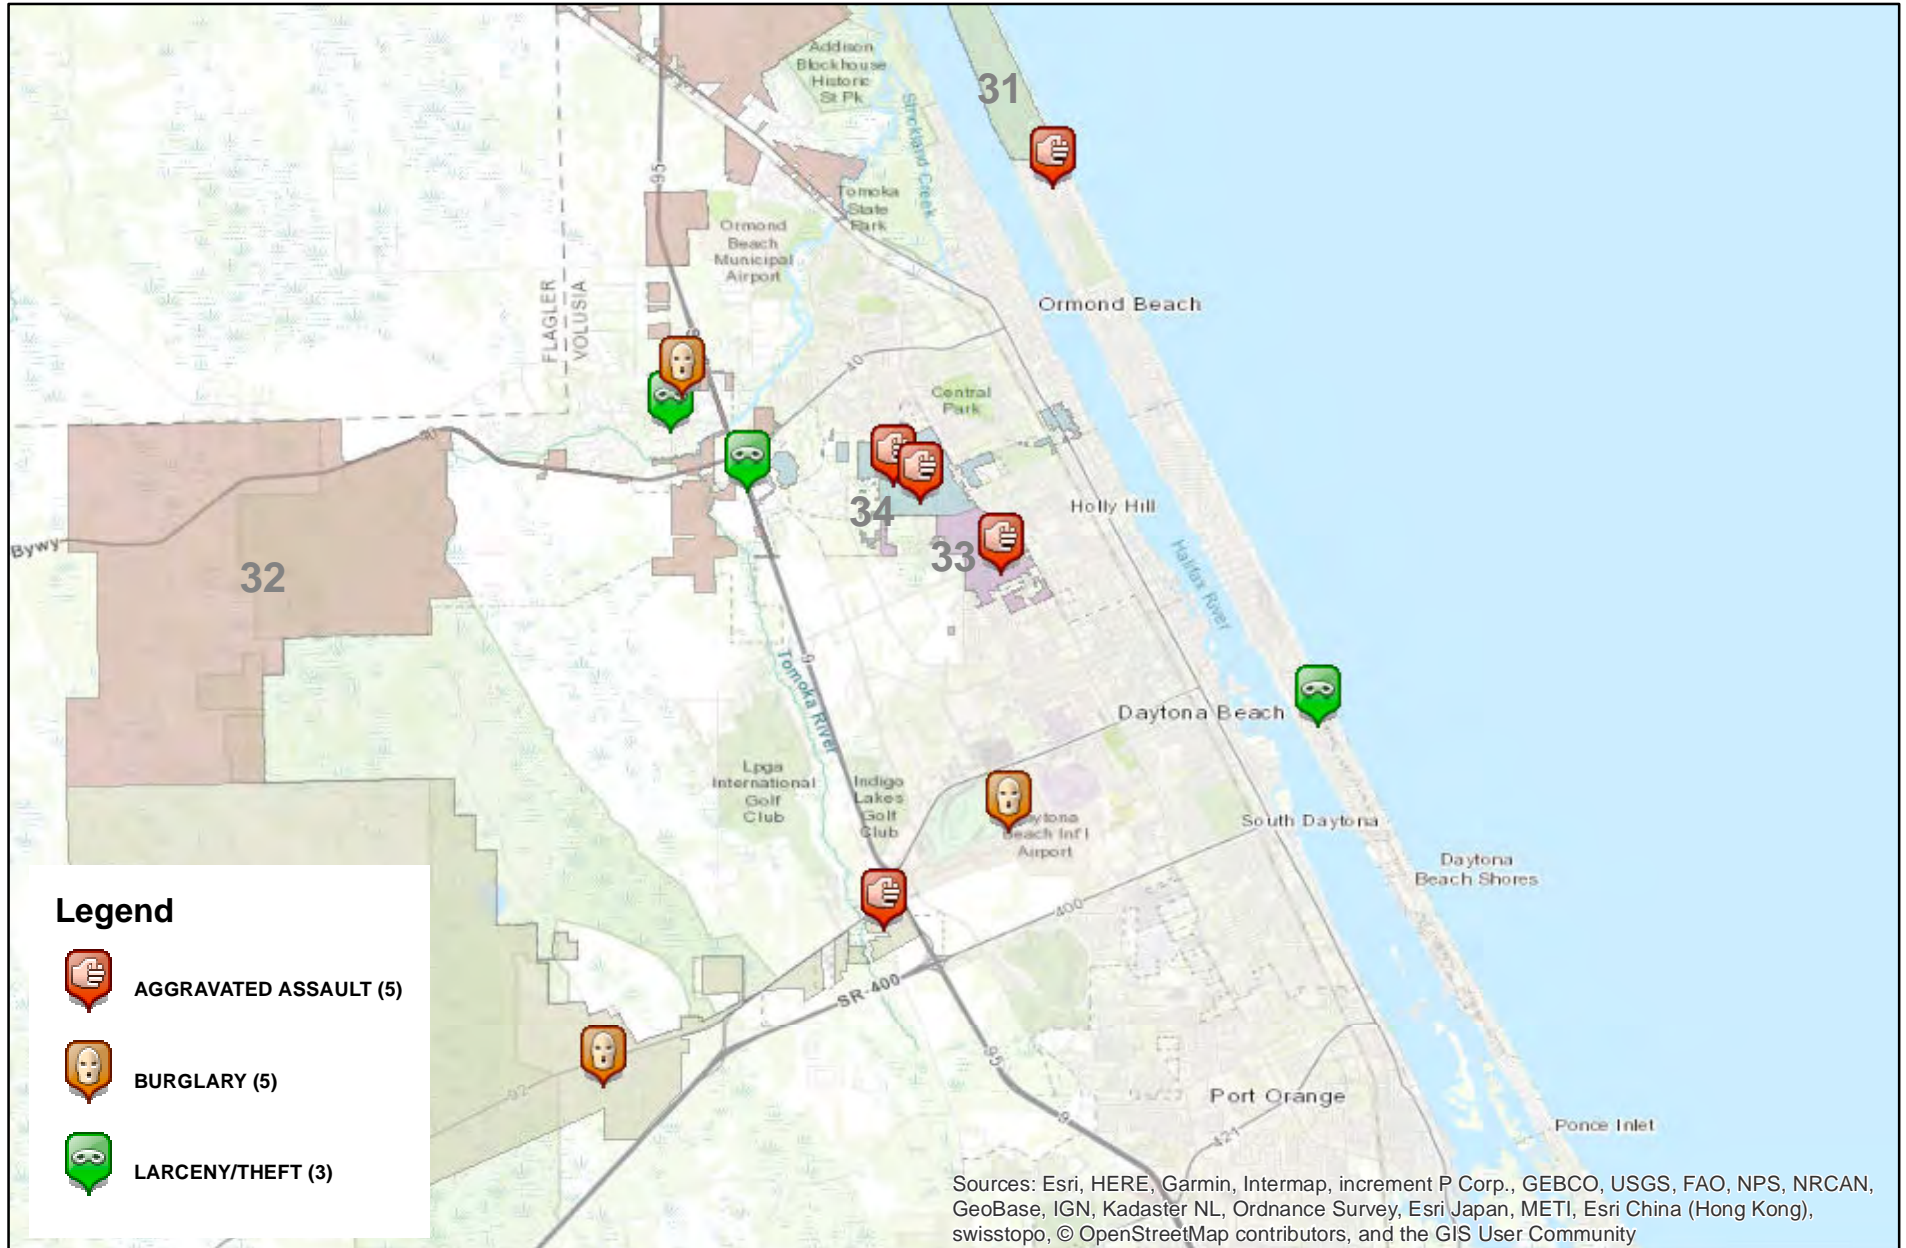 Addison
Blockhouse
Historic
St Pk
31
Strickland Creek
95
Tomoka
State
Park
Ormond
Beach
Municipal
Airport
FLAGLER
VOLUSIA
Ormond Beach
40
Central
Park
40
34
Holly Hill
33
Bywy
32
Halifax River
9
Tomoka River
Daytona Beach
Lpga
International
Golf
Club
Indigo
Lakes
Golf
Club
Daytona
Beach Int'l
Airport
South Daytona
Daytona
Beach Shores
400
SR-400
95
92
9
Port Orange
421
Ponce Inlet
Legend
AGGRAVATED ASSAULT (5)
BURGLARY (5)
LARCENY/THEFT (3)
Sources: Esri, HERE, Garmin, Intermap, increment P Corp., GEBCO, USGS, FAO, NPS, NRCAN,
GeoBase, IGN, Kadaster NL, Ordnance Survey, Esri Japan, METI, Esri China (Hong Kong),
swisstopo, © OpenStreetMap contributors, and the GIS User Community